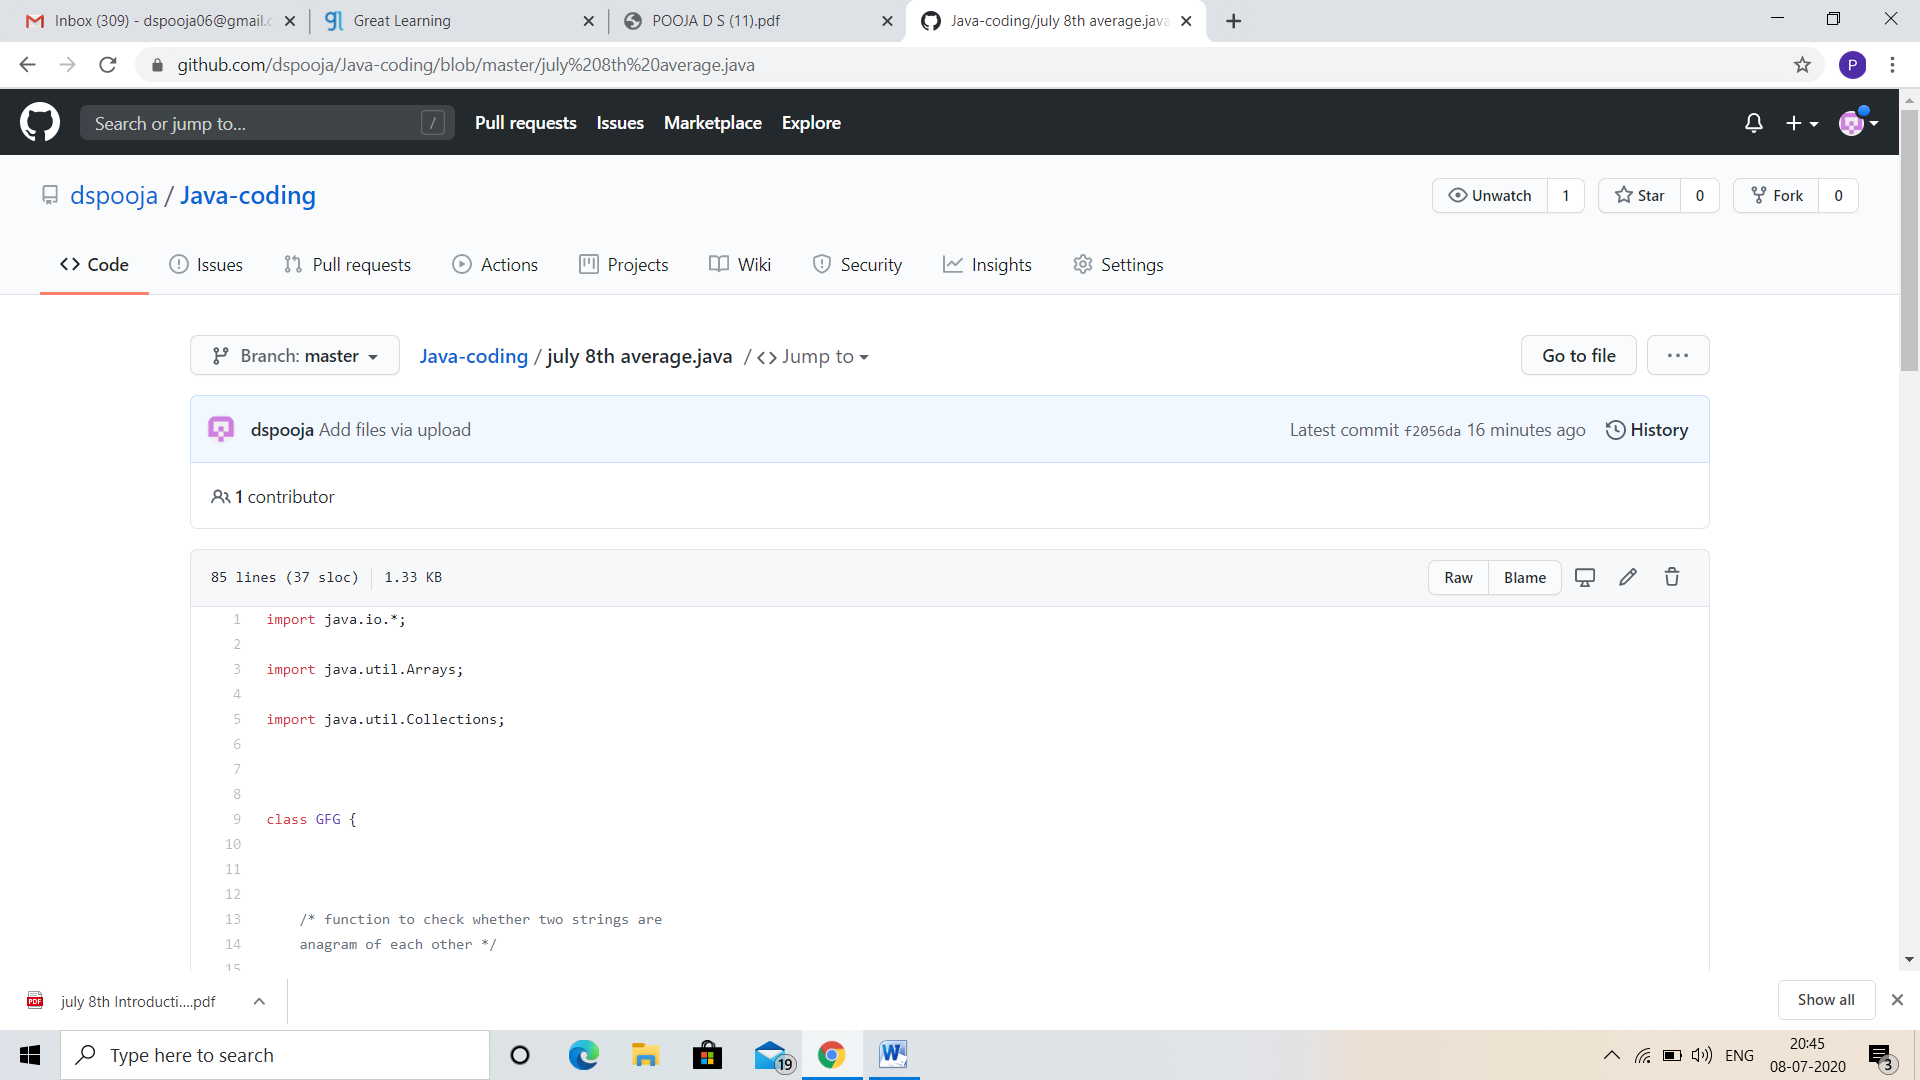 Inbox (309) - dspooja06@gmail.c
Great Learning
POOJA D S (11).pdf
Java-coding/july 8th average.java
github.com/dspooja/Java-coding/blob/master/july%208th%20average.java
P
Search or jump to... /
Pull requests Issues Marketplace Explore
dspooja / Java-coding
Unwatch 1 Star 0 Fork 0
Code Issues Pull requests Actions Projects Wiki Security Insights Settings
Branch: master Java-coding / july 8th average.java / <> Jump to Go to file ...
dspooja Add files via upload Latest commit f2056da 16 minutes ago History
1 contributor
85 lines (37 sloc) 1.33 KB Raw Blame
1 import java.io.*;
2
3 import java.util.Arrays;
4
5 import java.util.Collections;
6
7
8
9 class GFG {
10
11
12
13 /* function to check whether two strings are
14 anagram of each other */
15
july 8th Introducti....pdf Show all
Type here to search 19 ENG 20:45
08-07-2020 3